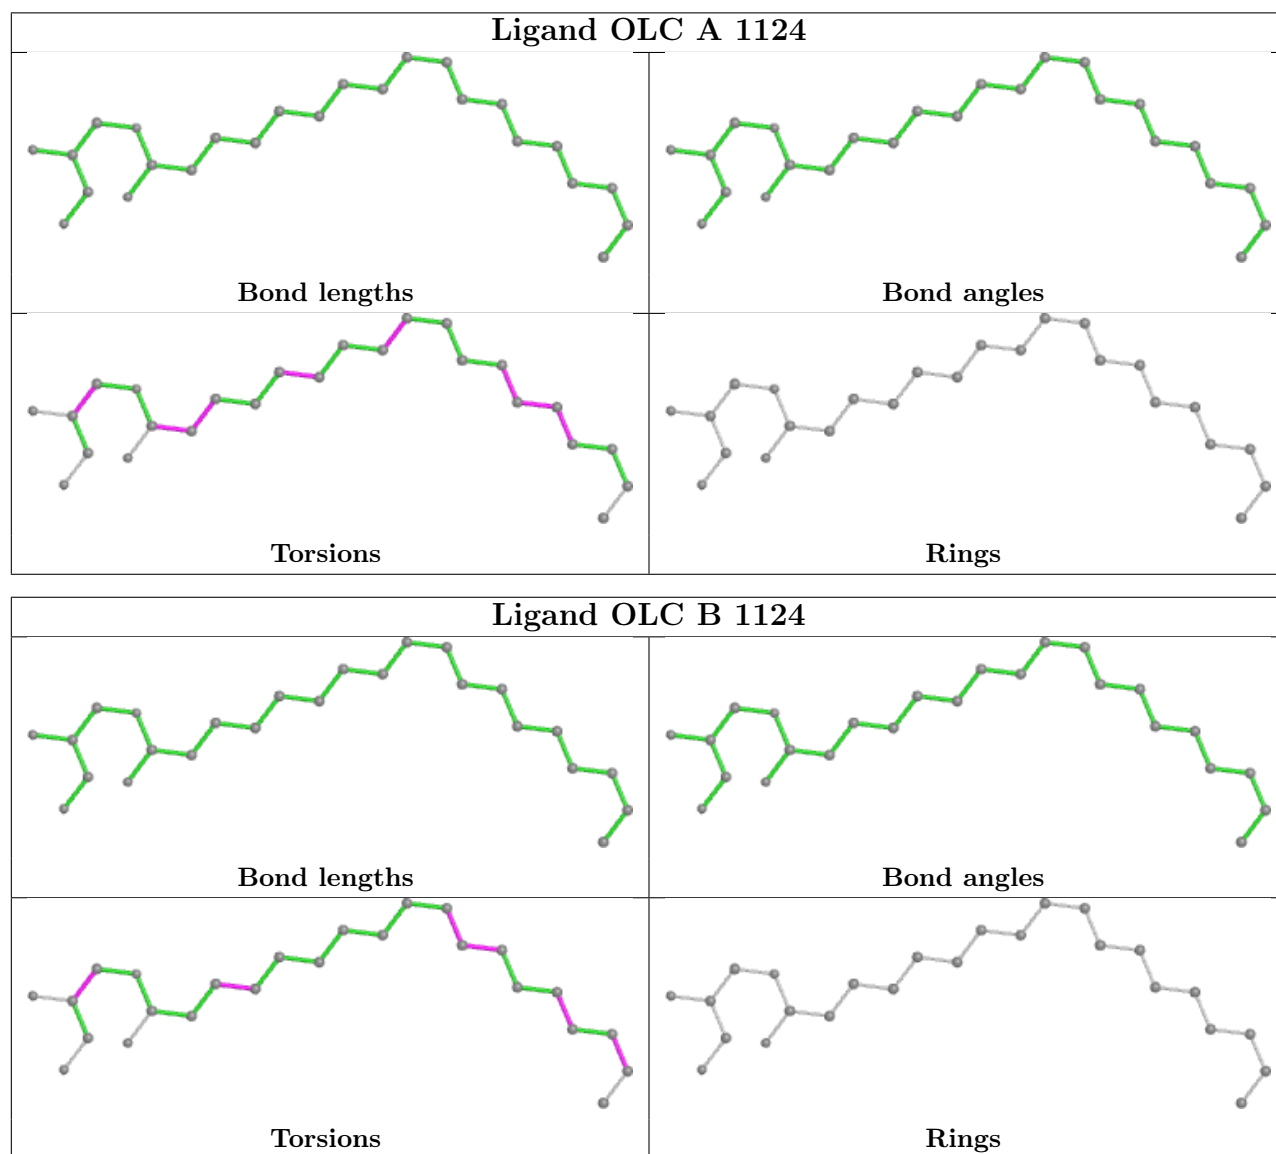 Ligand OLC A 1124
Bond lengths
Bond angles
Torsions
Rings
Ligand OLC B 1124
Bond lengths
Bond angles
Torsions
Rings